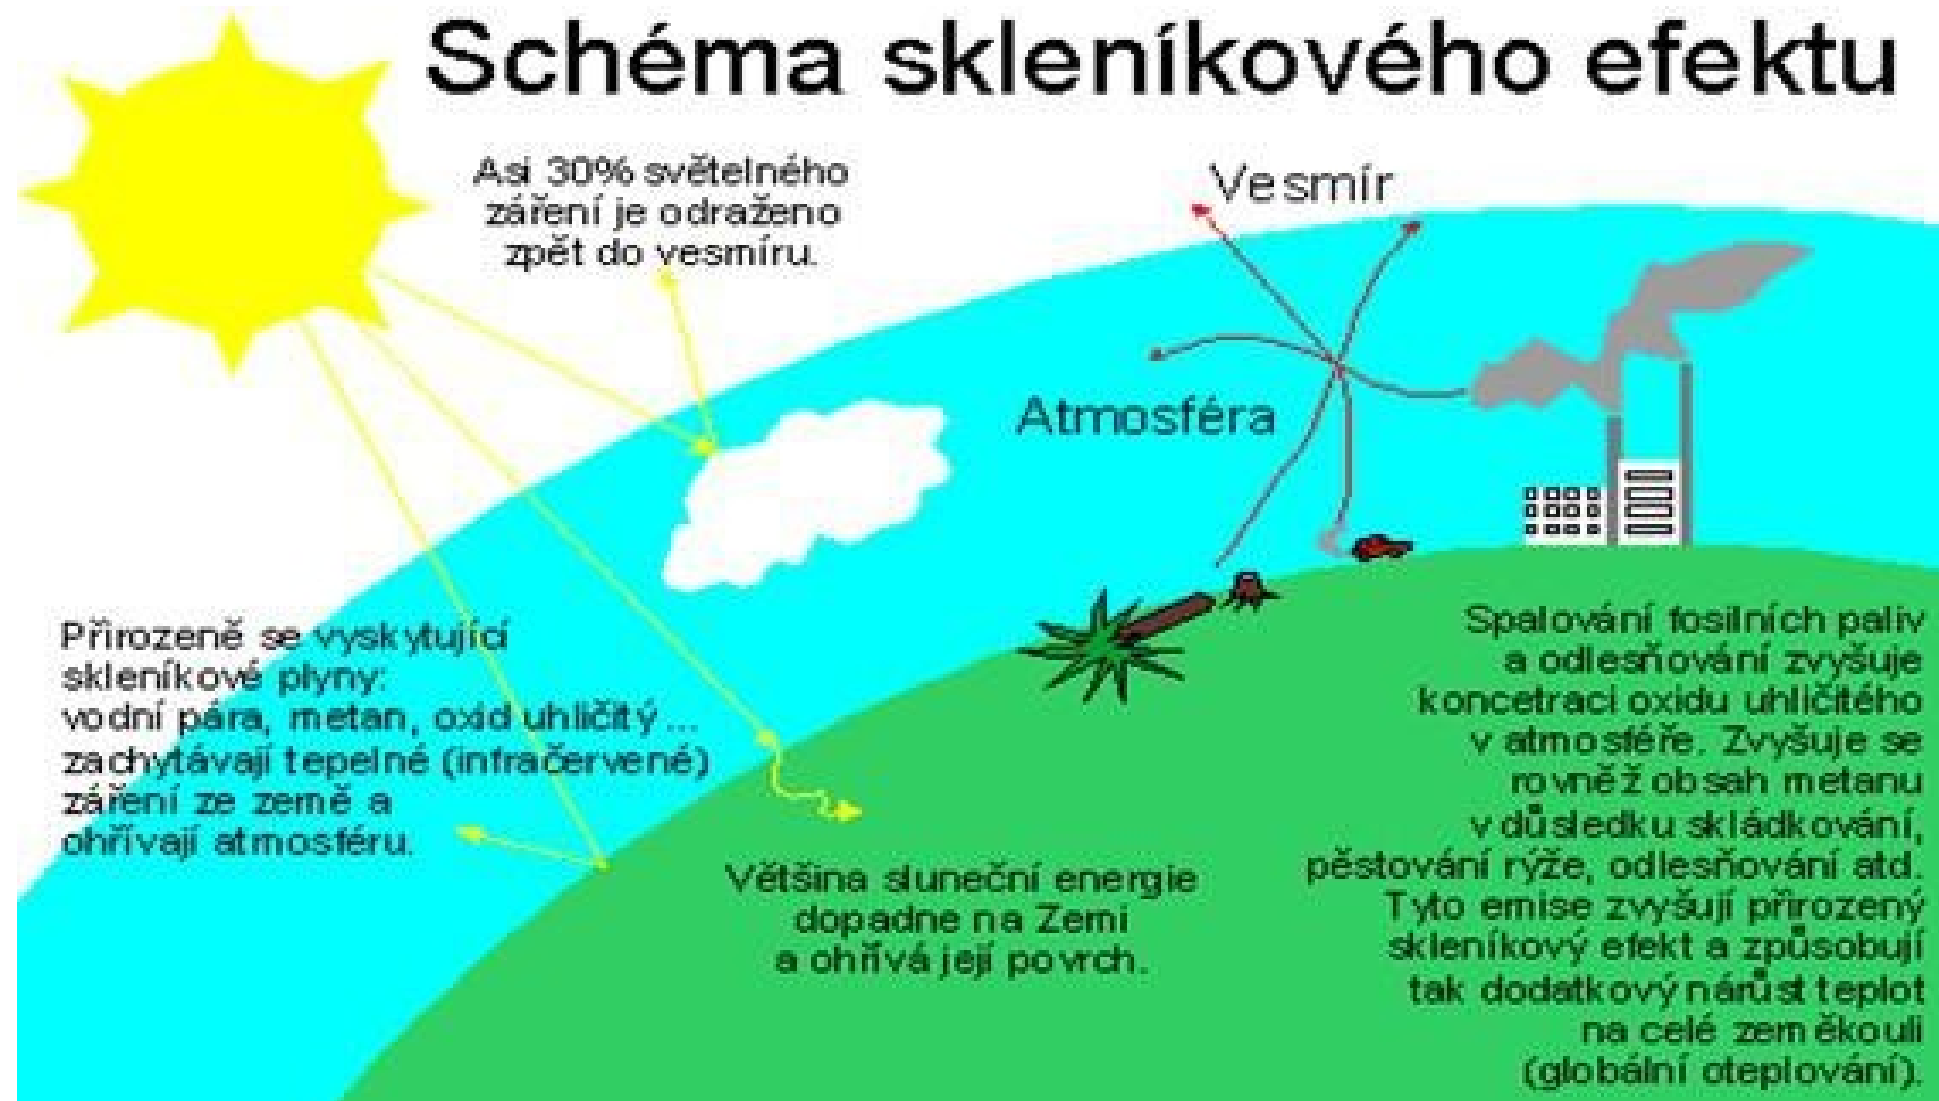 Schéma skleníkového efektu
Asi 30% světelného
záření je odraženo
zpět do vesmíru.
Vesmír
Atmosféra
Přirozeně se vyskytující
skleníkové plyny:
vodní pára, metan, oxid uhličitý ...
zachytávají tepelné (infračervené)
záření ze země a
ohřívají atmosféru.
Většina sluneční energie
dopadne na Zemi
a ohřívá její povrch.
Spalování fosilních paliv
a odlesňování zvyšuje
koncetraci oxidu uhličitého
v atmosféře. Zvyšuje se
rovněž obsah metanu
v důsledku skládkování,
pěstování rýže, odlesňování atd.
Tyto emise zvyšují přirozený
skleníkový efekt a způsobují
tak dodatkový nárůst teplot
na celé zeměkouli
(globální oteplování).